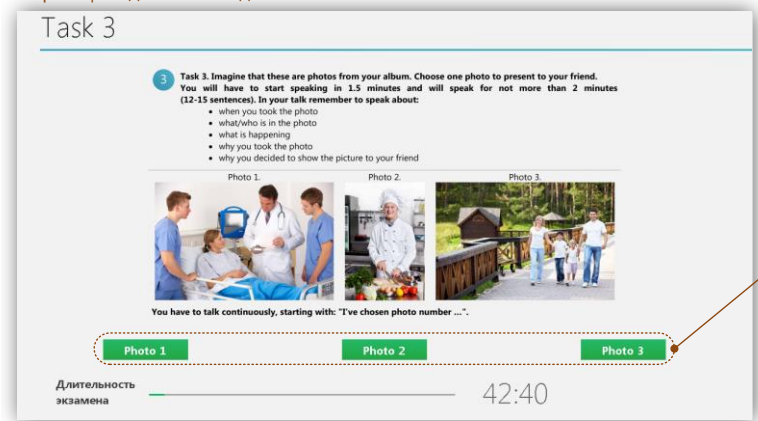 Task 3
3 Task 3. Imagine that these are photos from your album. Choose one photo to present to your friend.
You will have to start speaking in 1.5 minutes and will speak for not more than 2 minutes
(12-15 sentences). In your talk remember to speak about:
• when you took the photo
• what/who is in the photo
• what is happening
• why you took the photo
• why you decided to show the picture to your friend
Photo 1. Photo 2. Photo 3.
You have to talk continuously, starting with: "I've chosen photo number ...".
Photo 1 Photo 2 Photo 3
Длительность
экзамена
42:40